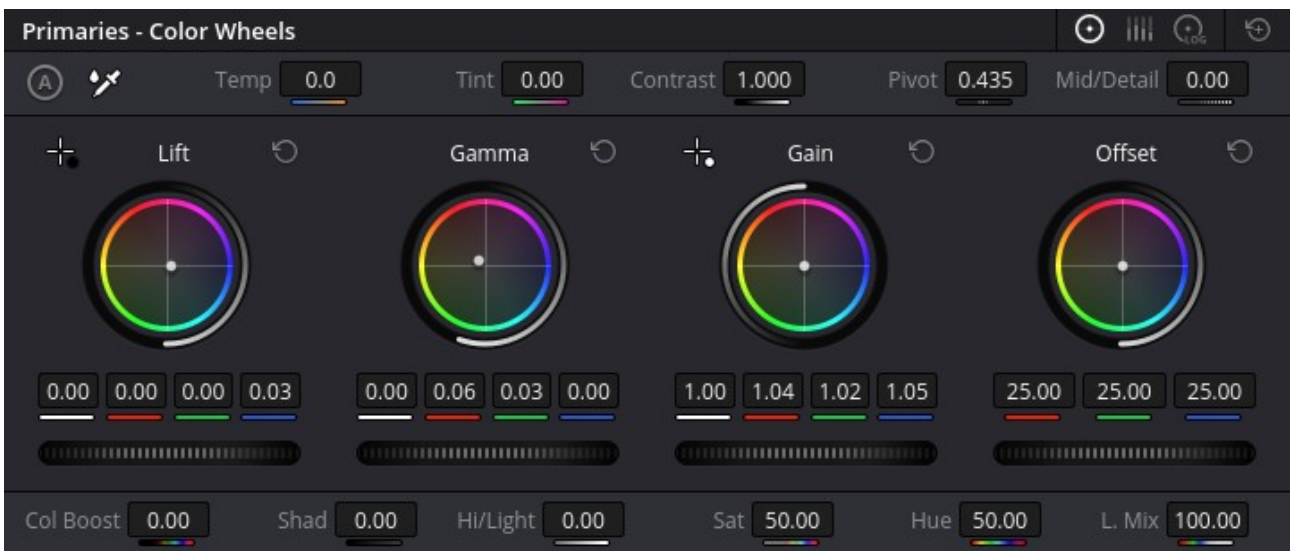 Primaries - Color Wheels LOG
A Temp 0.0 Tint 0.00 Contrast 1.000 Pivot 0.435 Mid/Detail 0.00
Lift Gamma Gain Offset
0.00 0.00 0.00 0.03 0.00 0.06 0.03 0.00 1.00 1.04 1.02 1.05 25.00 25.00 25.00
Col Boost 0.00 Shad 0.00 Hi/Light 0.00 Sat 50.00 Hue 50.00 L. Mix 100.00